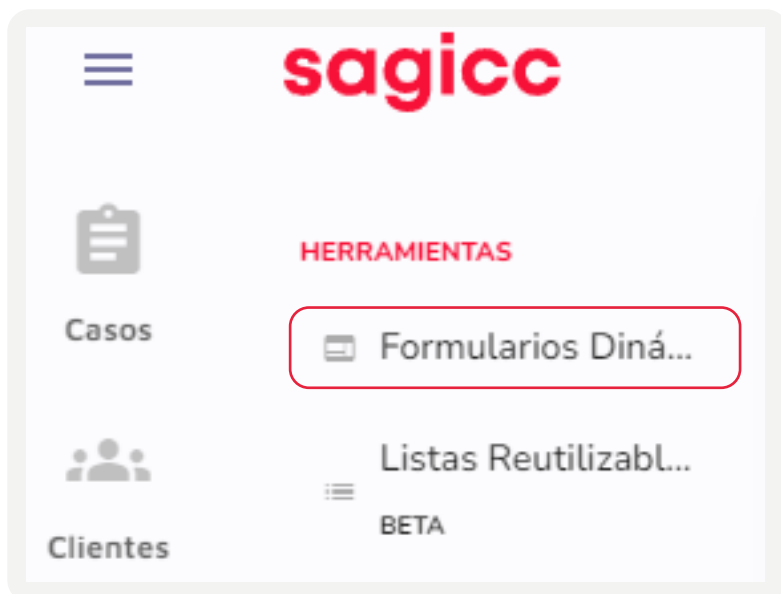 sagicc
HERRAMIENTAS
Casos
Formularios Diná...
Listas Reutilizabl...
BETA
Clientes